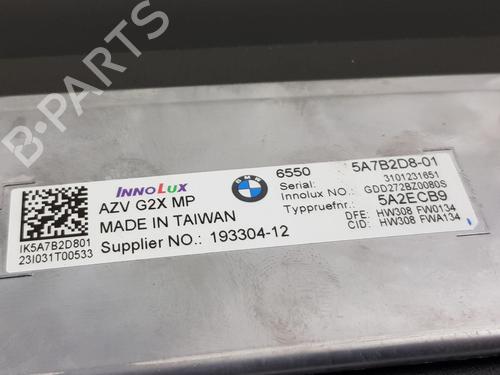 INNOLUX
BMW
6550
5A7B2D8-01
AZV G2X MP
Serial:
3101231651
MADE IN TAIWAN
Innolux NO.:
GDD272BZ0080S
Typpruefnr.:
5A2ECB9
Supplier NO.: 193304-12
DFE: HW308 FW0134
CID: HW308 FWA134
IK5A7B2D801
23I031T00533